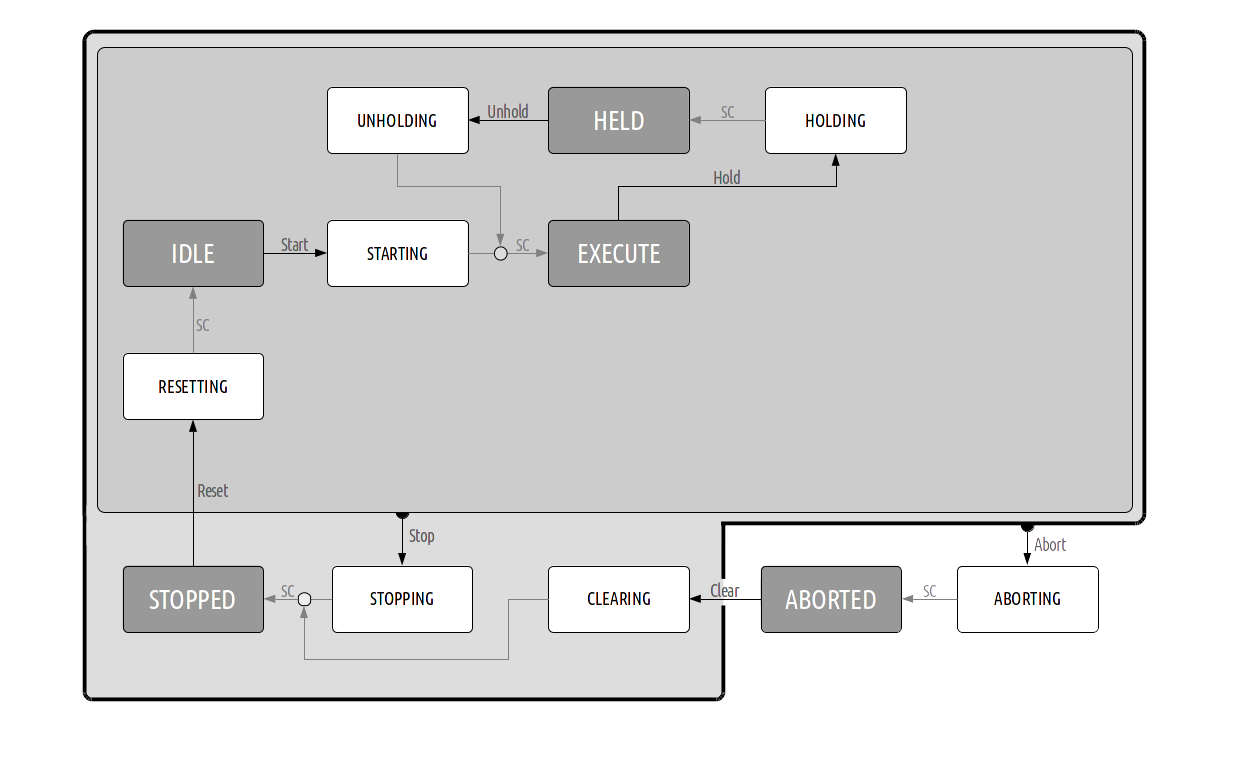 UNHOLDING
Unhold
HELD
SC
HOLDING
Hold
IDLE
Start
STARTING
SC
EXECUTE
SC
RESETTING
Reset
Stop
Abort
STOPPED
SC
STOPPING
CLEARING
Clear
ABORTED
SC
ABORTING